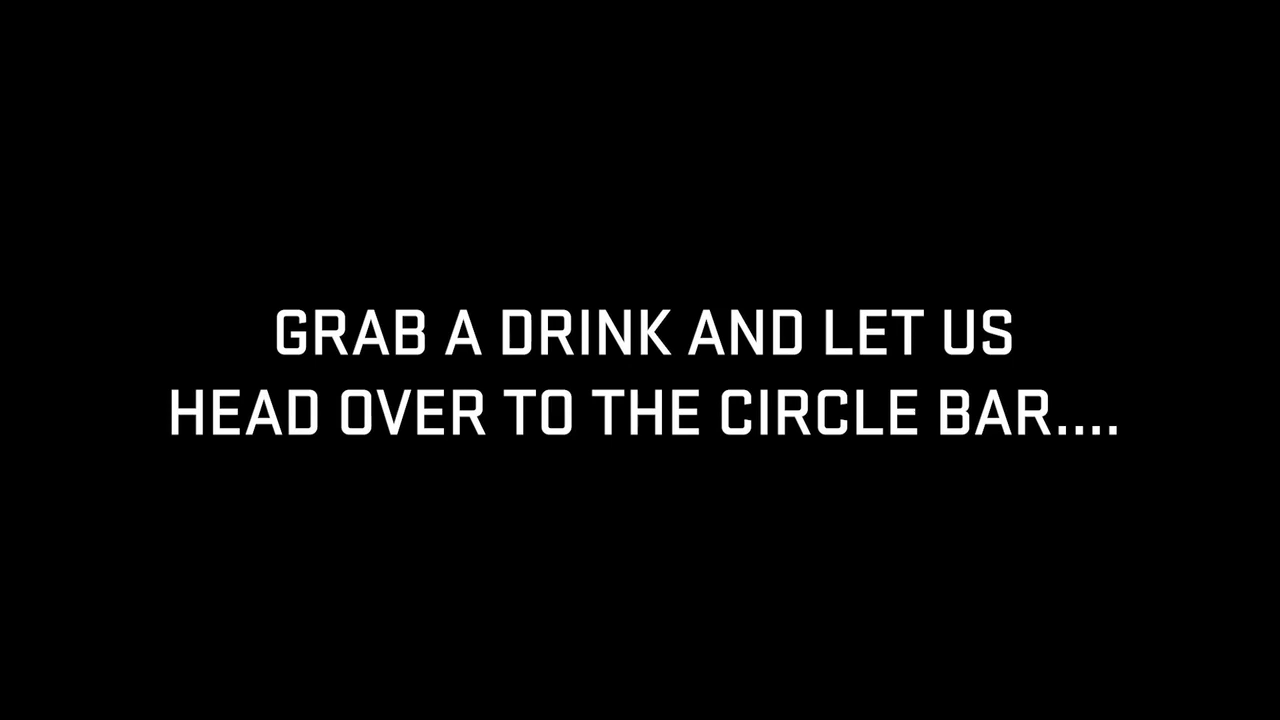 GRAB A DRINK AND LET US
HEAD OVER TO THE CIRCLE BAR....